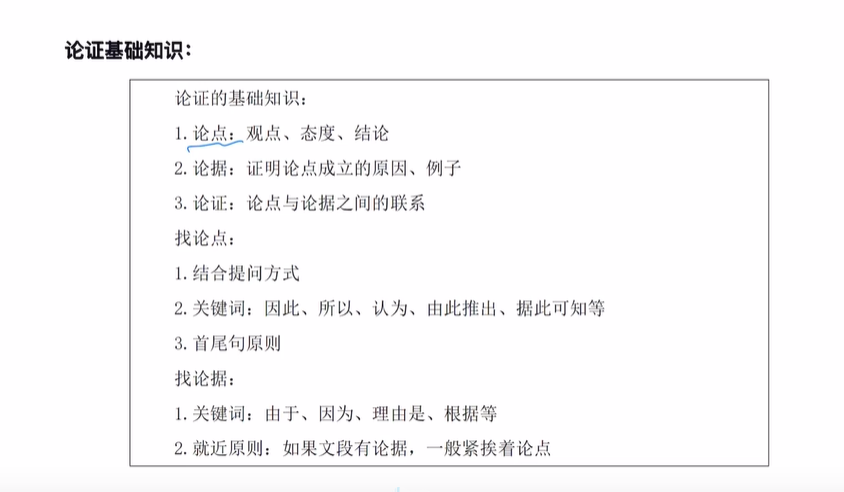 论证基础知识：
论证的基础知识：
1.论点：观点、态度、结论
2.论据：证明论点成立的原因、例子
3.论证：论点与论据之间的联系
找论点：
1.结合提问方式
2.关键词：因此、所以、认为、由此推出、据此可知等
3.首尾句原则
找论据：
1.关键词：由于、因为、理由是、根据等
2.就近原则：如果文段有论据，一般紧挨着论点